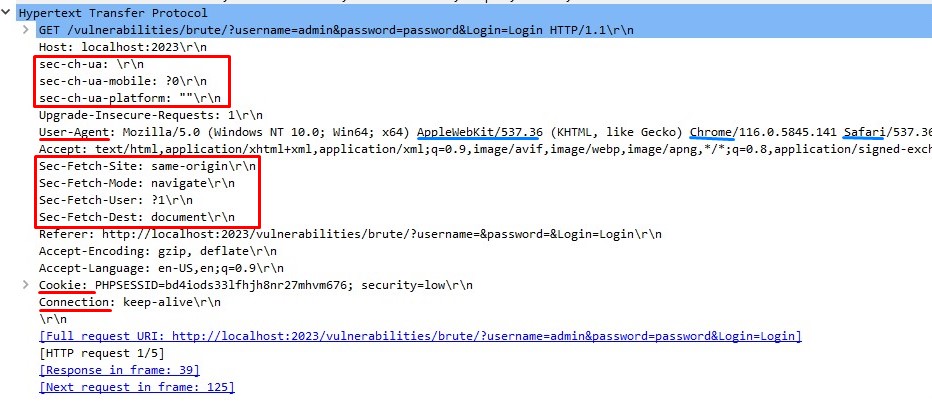 Hypertext Transfer Protocol
GET /vulnerabilities/brute/?username=admin&password=password&Login=Login HTTP/1.1\r\n
Host: localhost:2023\r\n
sec-ch-ua: \r\n
sec-ch-ua-mobile: ?0\r\n
sec-ch-ua-platform: ""\r\n
Upgrade-Insecure-Requests: 1\r\n
User-Agent: Mozilla/5.0 (Windows NT 10.0; Win64; x64) AppleWebKit/537.36 (KHTML, like Gecko) Chrome/116.0.5845.141 Safari/537.36
Accept: text/html,application/xhtml+xml,application/xml;q=0.9,image/avif,image/webp,image/apng,*/*;q=0.8,application/signed-exch
Sec-Fetch-Site: same-origin\r\n
Sec-Fetch-Mode: navigate\r\n
Sec-Fetch-User: ?1\r\n
Sec-Fetch-Dest: document\r\n
Referer: http://localhost:2023/vulnerabilities/brute/?username=&password=&Login=Login\r\n
Accept-Encoding: gzip, deflate\r\n
Accept-Language: en-US,en;q=0.9\r\n
Cookie: PHPSESSID=bd4iods33lfhjh8nr27mhvm676; security=low\r\n
Connection: keep-alive\r\n
\r\n
[Full request URI: http://localhost:2023/vulnerabilities/brute/?username=admin&password=password&Login=Login]
[HTTP request 1/5]
[Response in frame: 39]
[Next request in frame: 125]